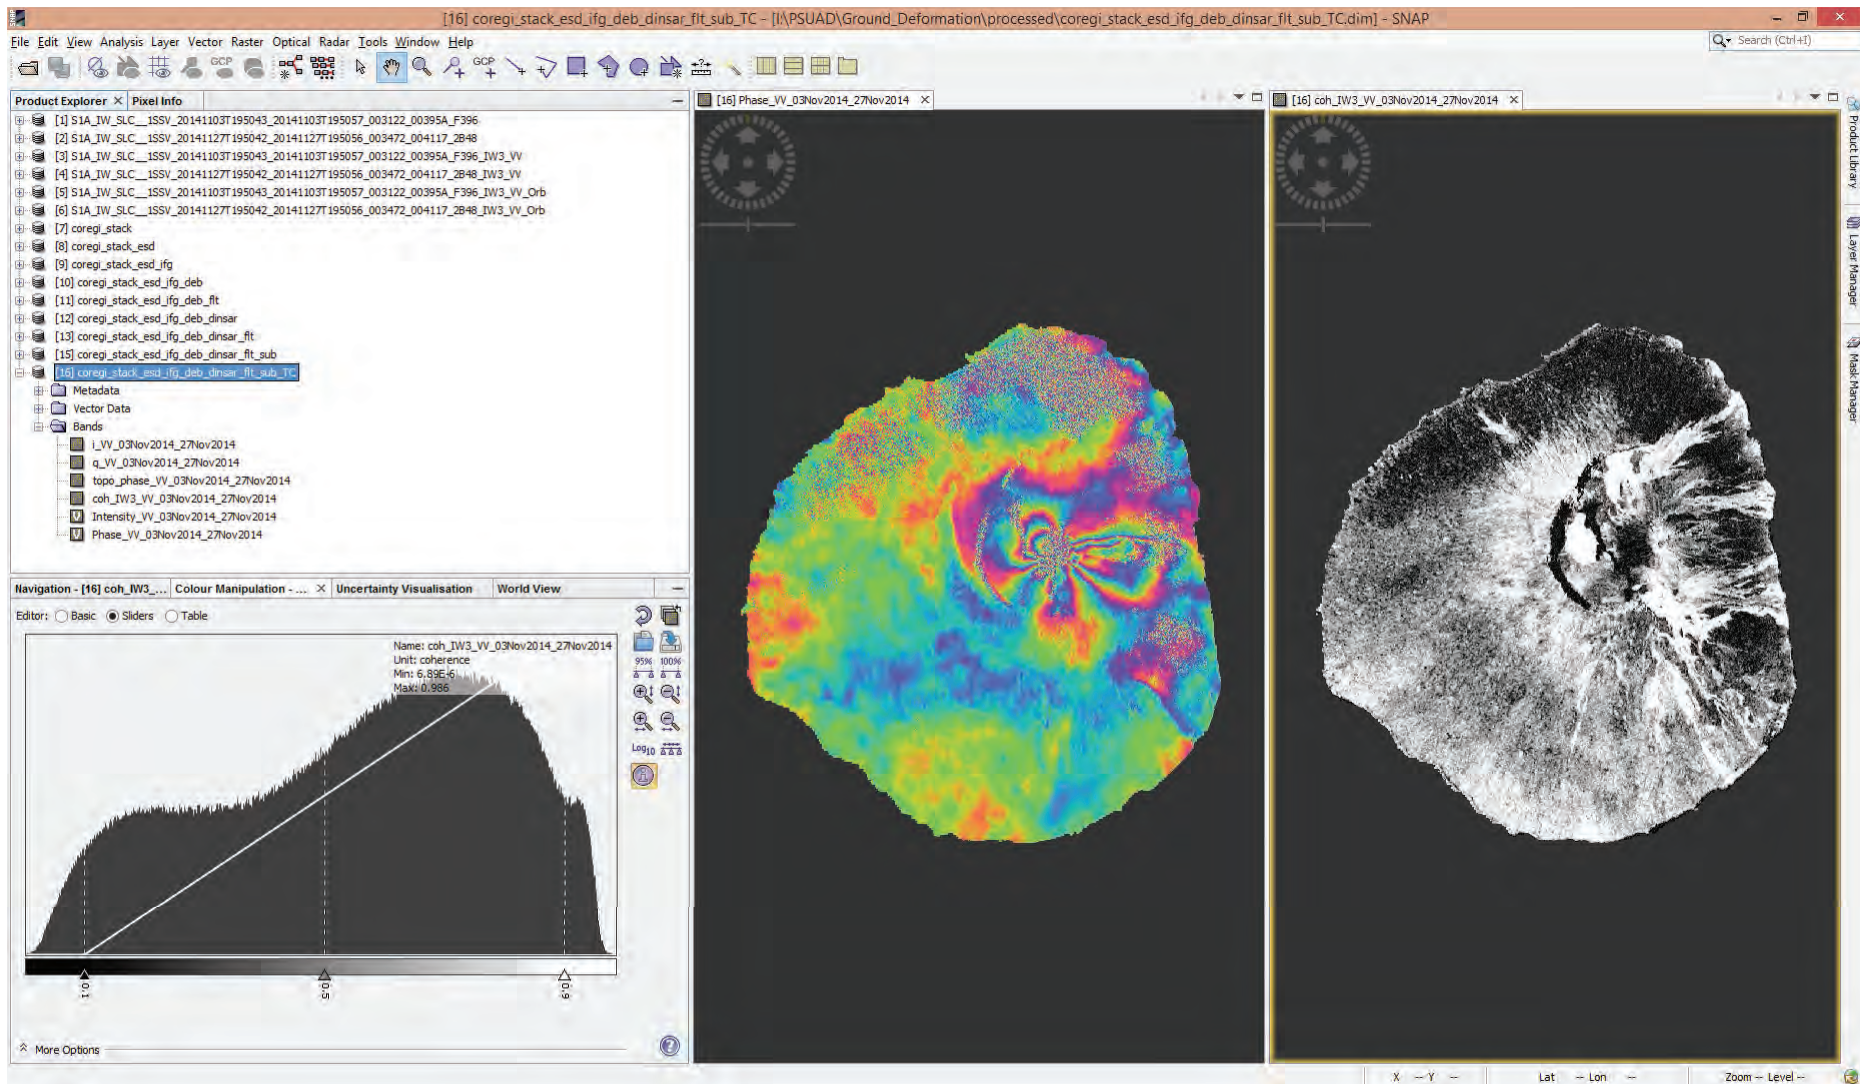 [16] coregi_stack_esd_ifg_deb_dinsar_flt_sub_TC - [I:\PSUAD\Ground_Deformation\processed\coregi_stack_esd_ifg_deb_dinsar_flt_sub_TC.dim] - SNAP
File Edit View Analysis Layer Vector Raster Optical Radar Tools Window Help
Search (Ctrl+I)
GCP
GCP
Product Explorer Pixel Info
[1] S1A_IW_SLC__1SSV_20141103T195043_20141103T195057_003122_00395A_F396
[2] S1A_IW_SLC__1SSV_20141127T195042_20141127T195056_003472_004117_2B48
[3] S1A_IW_SLC__1SSV_20141103T195043_20141103T195057_003122_00395A_F396_IW3_VV
[4] S1A_IW_SLC__1SSV_20141127T195042_20141127T195056_003472_004117_2B48_IW3_VV
[5] S1A_IW_SLC__1SSV_20141103T195043_20141103T195057_003122_00395A_F396_IW3_VV_Orb
[6] S1A_IW_SLC__1SSV_20141127T195042_20141127T195056_003472_004117_2B48_IW3_VV_Orb
[7] coregi_stack
[8] coregi_stack_esd
[9] coregi_stack_esd_ifg
[10] coregi_stack_esd_ifg_deb
[11] coregi_stack_esd_ifg_deb_flt
[12] coregi_stack_esd_ifg_deb_dinsar
[13] coregi_stack_esd_ifg_deb_dinsar_flt
[15] coregi_stack_esd_ifg_deb_dinsar_flt_sub
[16] coregi_stack_esd_ifg_deb_dinsar_flt_sub_TC
Metadata
Vector Data
Bands
i_VV_03Nov2014_27Nov2014
q_VV_03Nov2014_27Nov2014
topo_phase_VV_03Nov2014_27Nov2014
coh_IW3_VV_03Nov2014_27Nov2014
Intensity_VV_03Nov2014_27Nov2014
Phase_VV_03Nov2014_27Nov2014
Navigation - [16] coh_IW3_... Colour Manipulation - ... Uncertainty Visualisation World View
Editor: Basic Sliders Table
Name: coh_IW3_VV_03Nov2014_27Nov2014
Unit: coherence
Min: 6.89E-6
Max: 0.986
95% 100%
Log10
0.1 0.5 0.9
More Options
[16] Phase_VV_03Nov2014_27Nov2014
[16] coh_IW3_VV_03Nov2014_27Nov2014
Product Library
Layer Manager
Mask Manager
X -- Y -- Lat -- Lon -- Zoom -- Level --